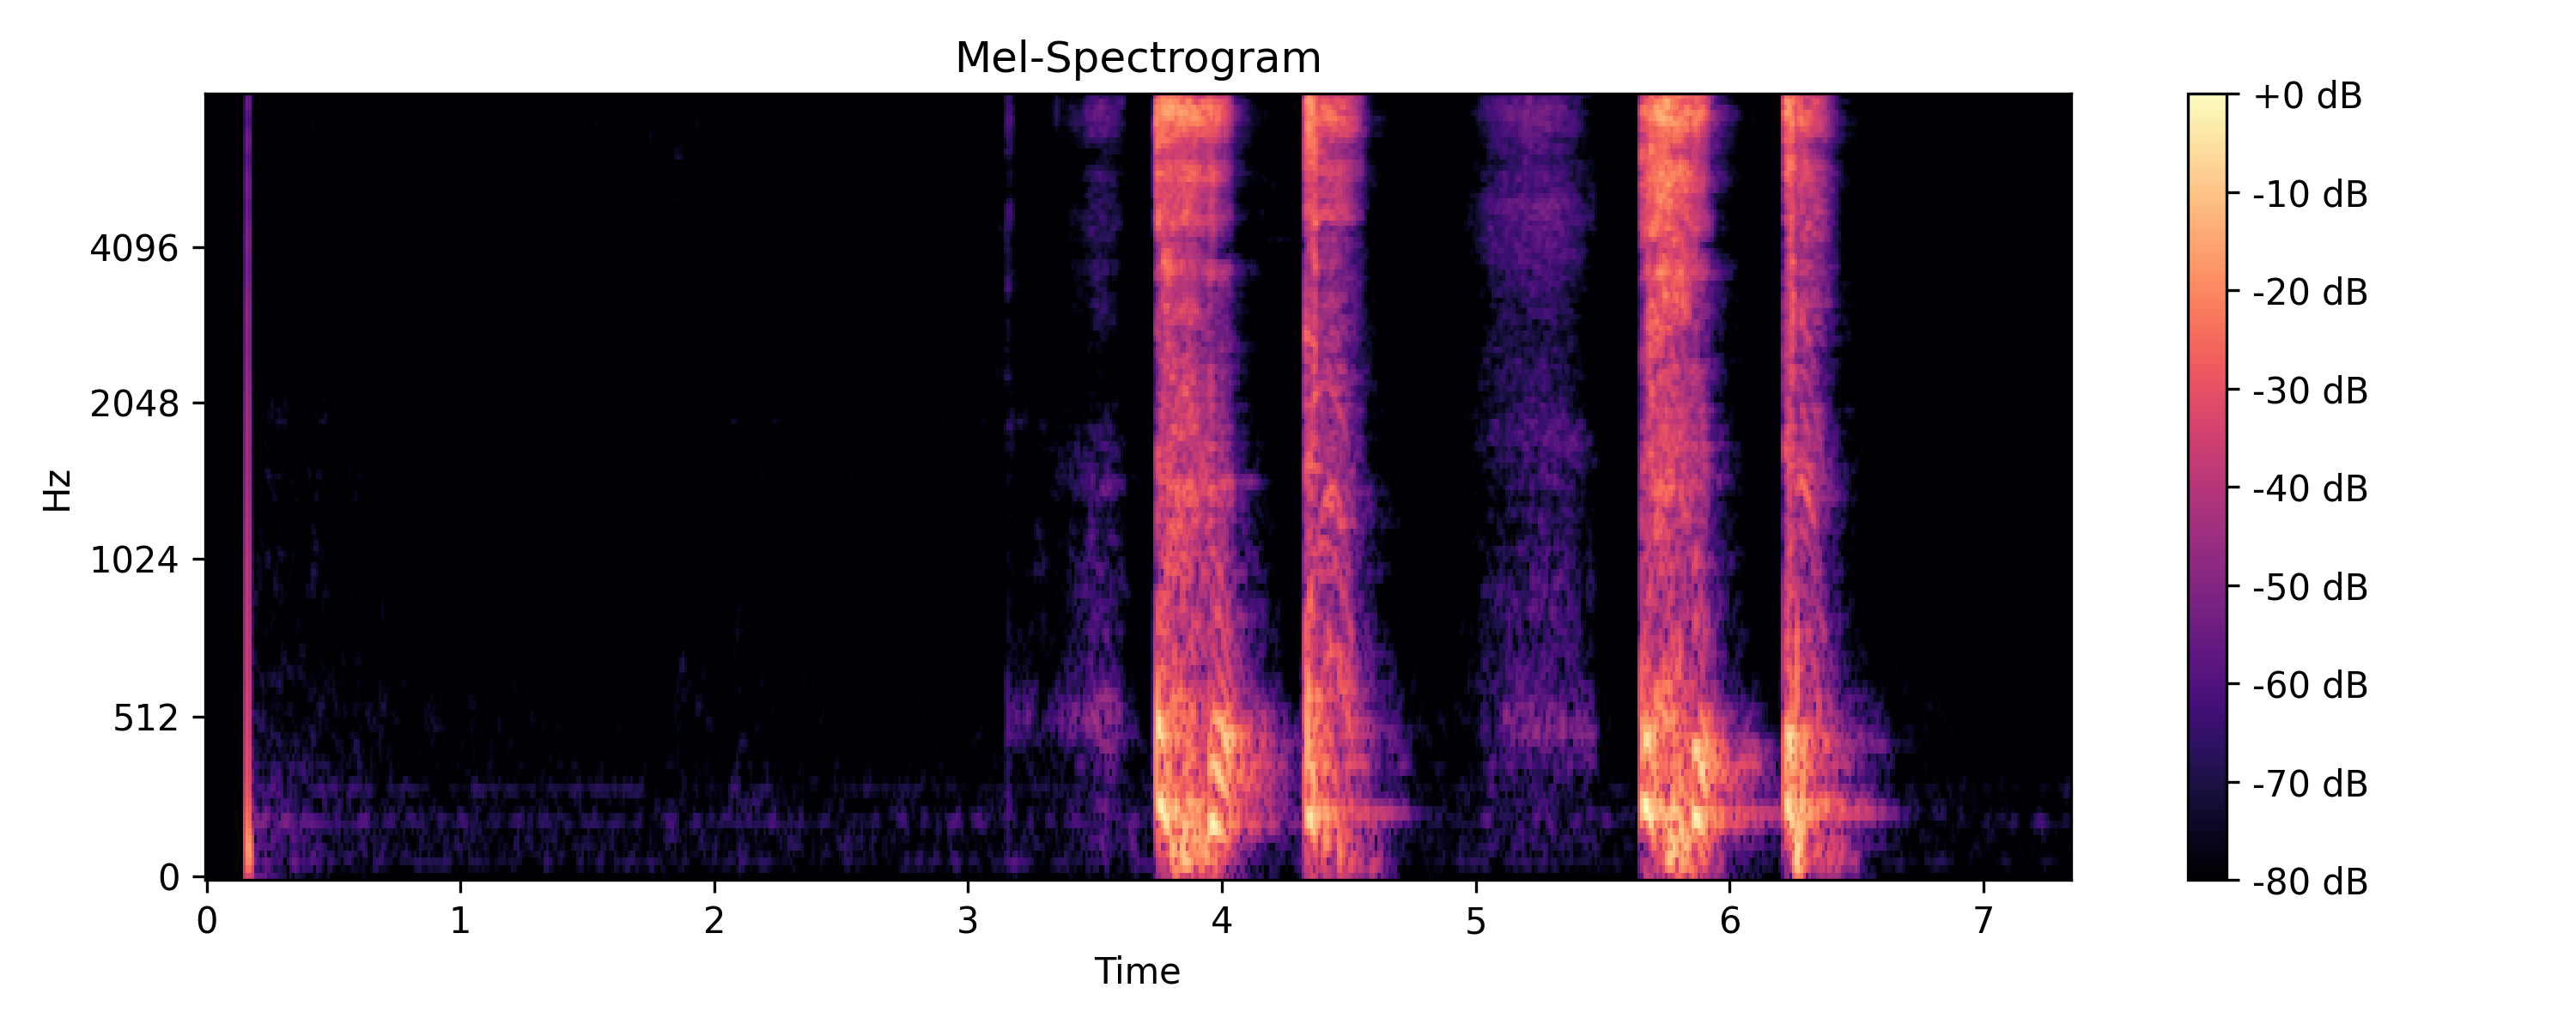 Mel-Spectrogram
+0 dB
-10 dB
-20 dB
-30 dB
-40 dB
-50 dB
-60 dB
-70 dB
-80 dB
4096
2048
1024
512
0
Hz
0 1 2 3 4 5 6 7
Time